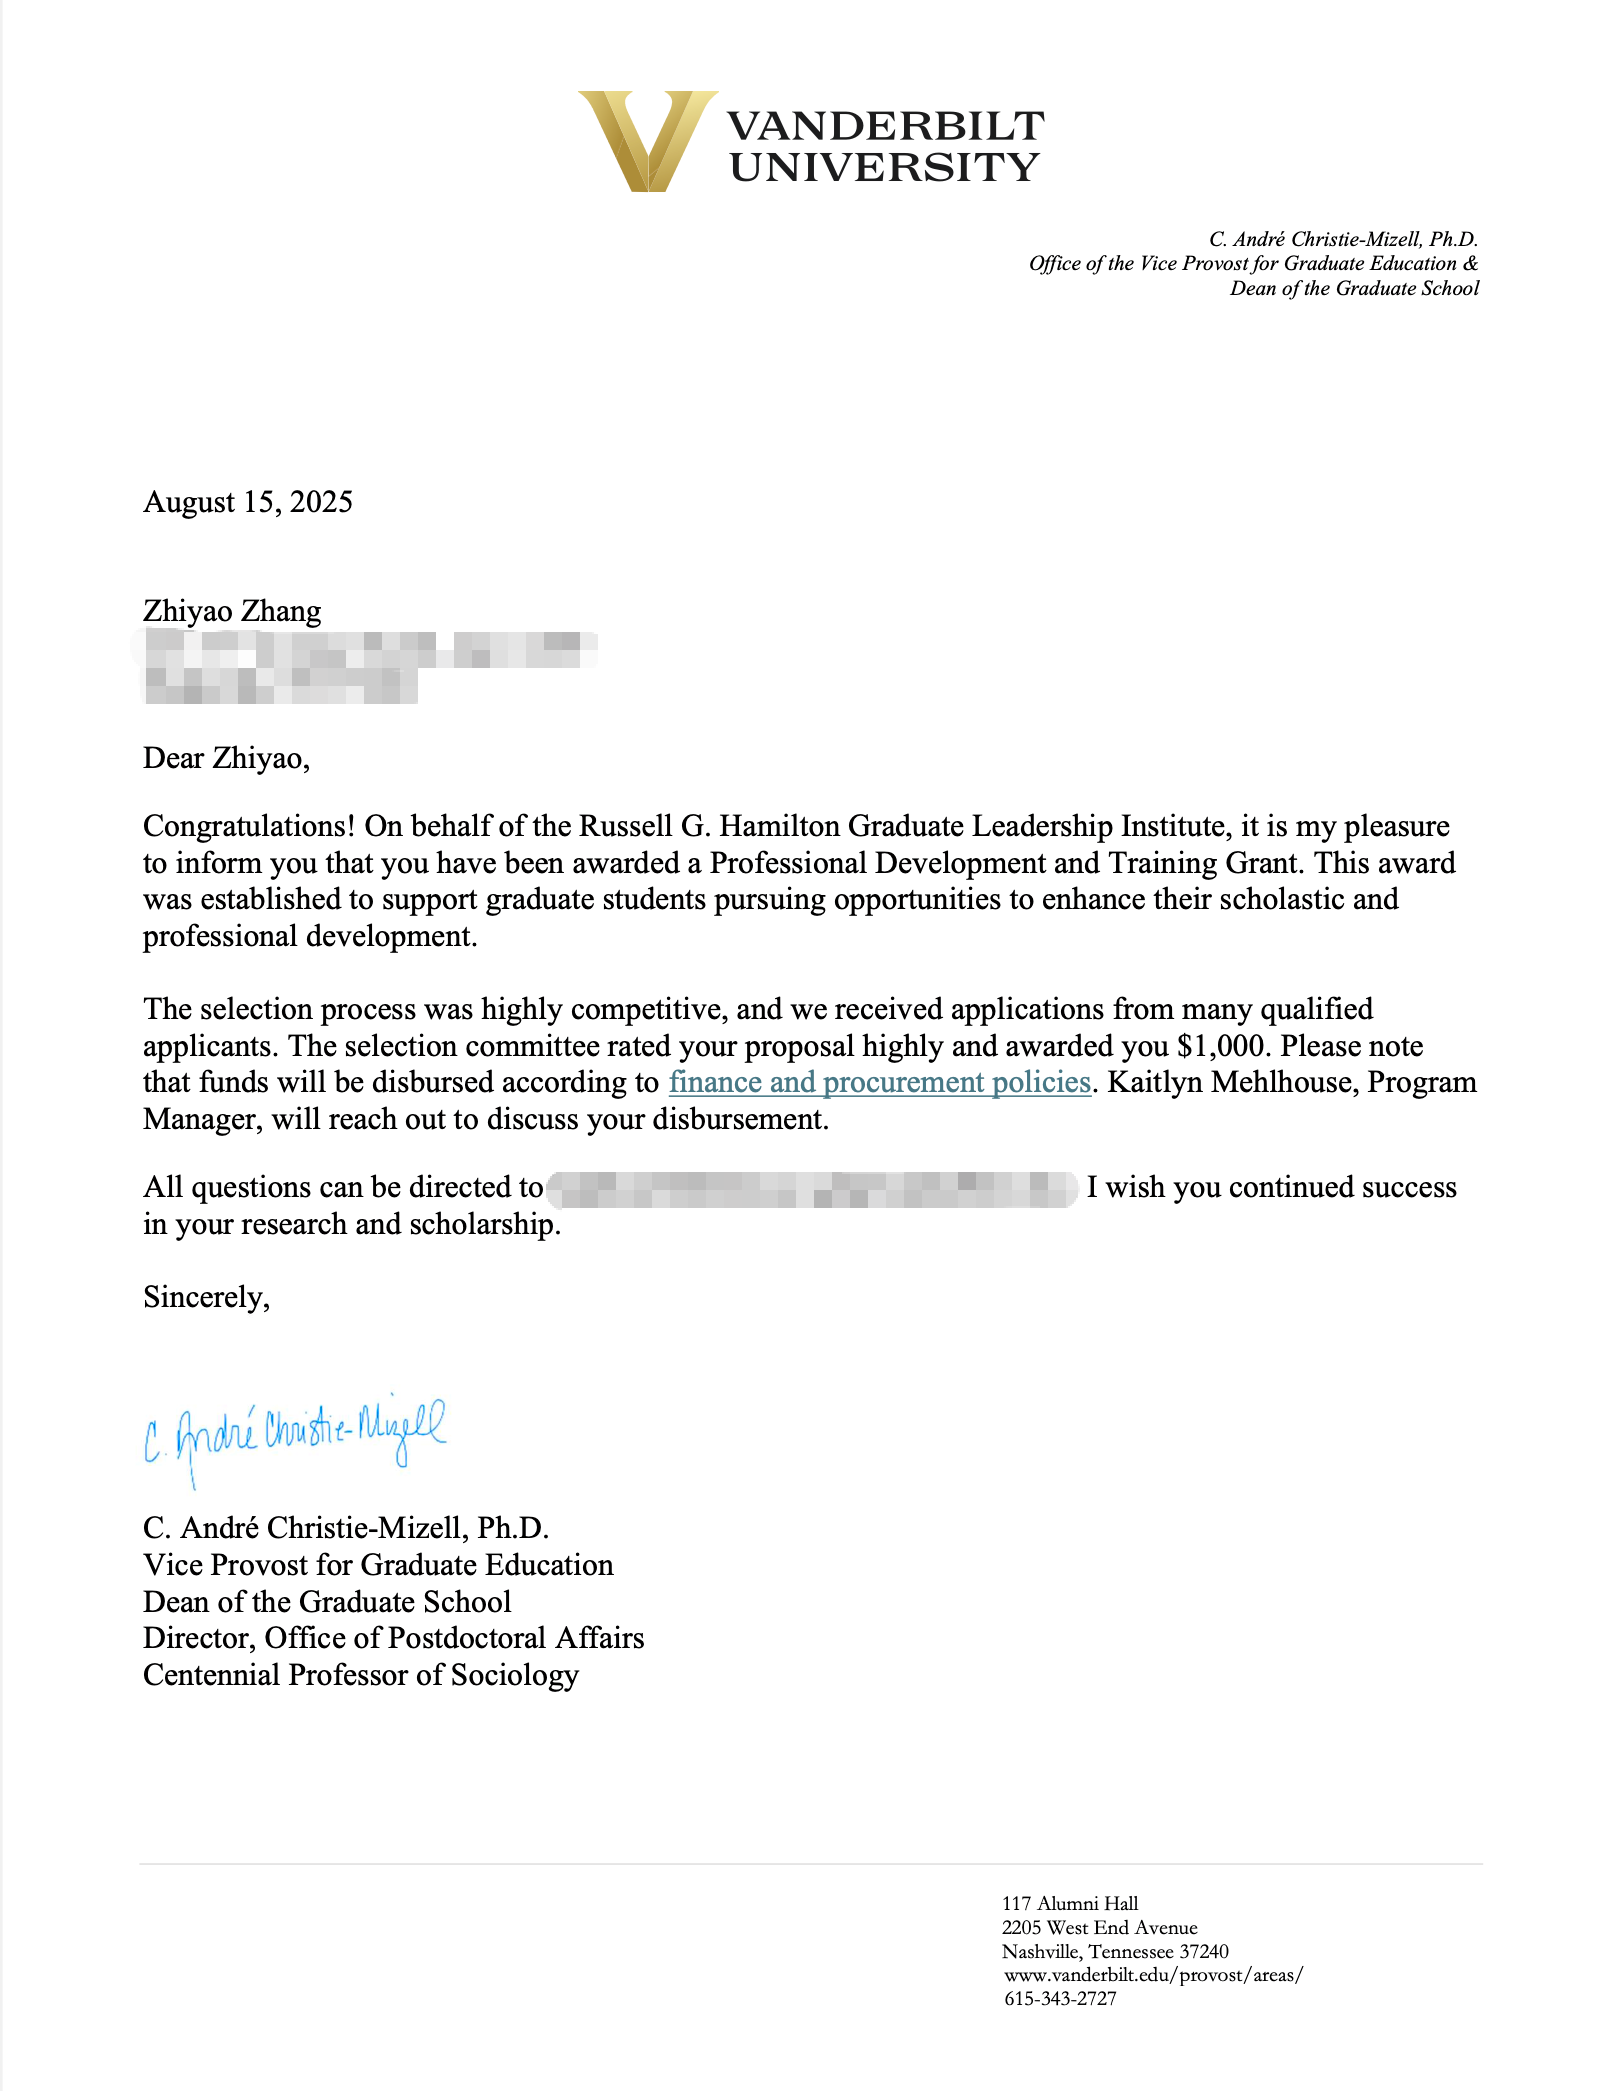 VANDERBILT
UNIVERSITY
C. André Christie-Mizell, Ph.D.
Office of the Vice Provost for Graduate Education &
Dean of the Graduate School
August 15, 2025
Zhiyao Zhang
Dear Zhiyao,
Congratulations! On behalf of the Russell G. Hamilton Graduate Leadership Institute, it is my pleasure
to inform you that you have been awarded a Professional Development and Training Grant. This award
was established to support graduate students pursuing opportunities to enhance their scholastic and
professional development.
The selection process was highly competitive, and we received applications from many qualified
applicants. The selection committee rated your proposal highly and awarded you $1,000. Please note
that funds will be disbursed according to finance and procurement policies. Kaitlyn Mehlhouse, Program
Manager, will reach out to discuss your disbursement.
All questions can be directed to I wish you continued success
in your research and scholarship.
Sincerely,
C. André Christie-Mizell
C. André Christie-Mizell, Ph.D.
Vice Provost for Graduate Education
Dean of the Graduate School
Director, Office of Postdoctoral Affairs
Centennial Professor of Sociology
117 Alumni Hall
2205 West End Avenue
Nashville, Tennessee 37240
www.vanderbilt.edu/provost/areas/
615-343-2727